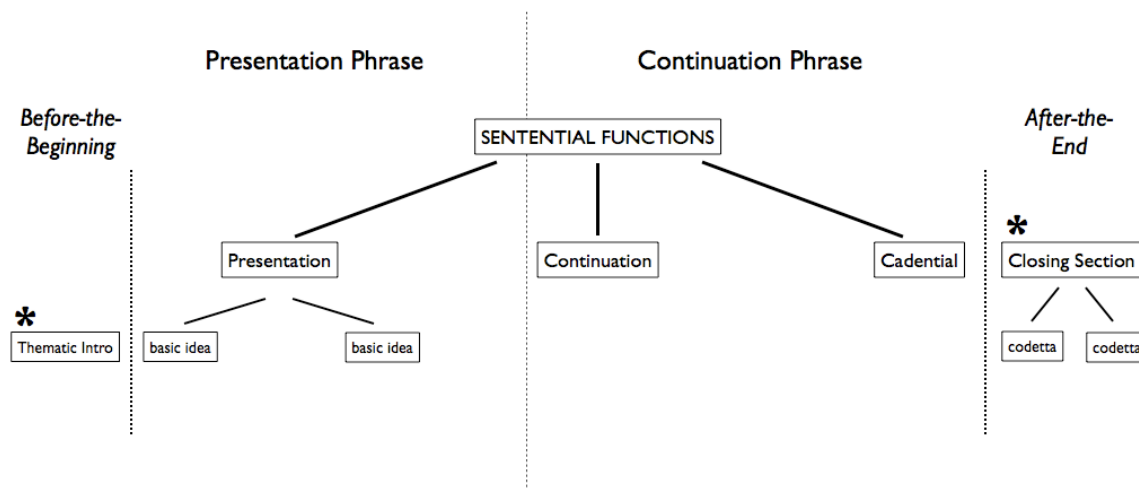 Presentation Phrase
Continuation Phrase
Before-the-
Beginning
After-the-
End
SENTENTIAL FUNCTIONS
*
Presentation
Continuation
Cadential
Closing Section
*
Thematic Intro
basic idea
basic idea
codetta
codetta